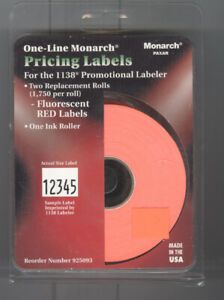 One-Line Monarch®
Pricing Labels
For the 1138® Promotional Labeler
Monarch®
PAXAR
• Two Replacement Rolls
(1,750 per roll)
- Fluorescent
RED Labels
• One Ink Roller
Actual Size Label
12345
Sample Label
Imprinted by
1138 Labeler
MADE
IN THE
USA
Reorder Number 925093